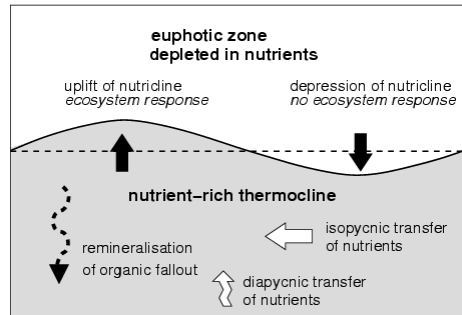 euphotic zone
depleted in nutrients
uplift of nutricline
ecosystem response
depression of nutricline
no ecosystem response
nutrient–rich thermocline
remineralisation
of organic fallout
isopycnic transfer
of nutrients
diapycnic transfer
of nutrients